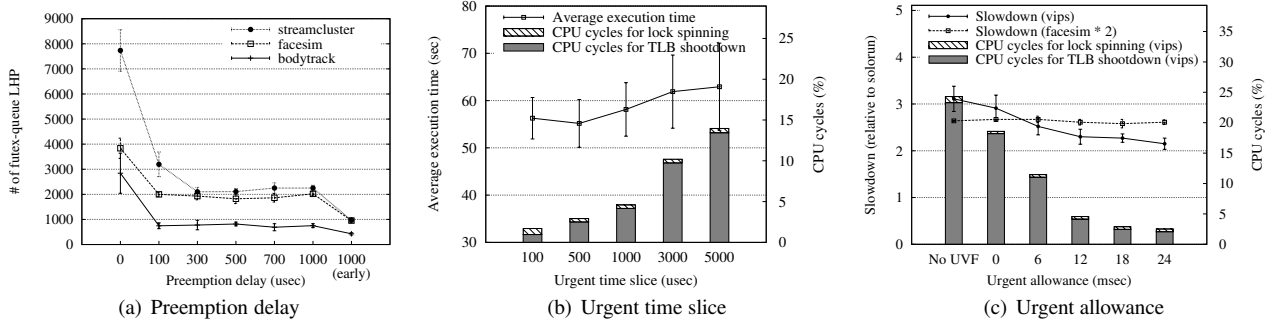 9000
8000
7000
6000
5000
4000
3000
2000
1000
0
# of futex-queue LHP
streamcluster
facesim
bodytrack
0 100 300 500 700 1000 1000
(early)
Preemption delay (usec)
(a) Preemption delay
80
70
60
50
40
30
Average execution time (sec)
Average execution time
CPU cycles for lock spinning
CPU cycles for TLB shootdown
25
20
15
10
5
0
CPU cycles (%)
100 500 1000 3000 5000
Urgent time slice (usec)
(b) Urgent time slice
5
4
3
2
1
0
Slowdown (relative to solorun)
Slowdown (vips)
Slowdown (facesim * 2)
CPU cycles for lock spinning (vips)
CPU cycles for TLB shootdown (vips)
35
30
25
20
15
10
5
0
CPU cycles (%)
No UVF 0 6 12 18 24
Urgent allowance (msec)
(c) Urgent allowance